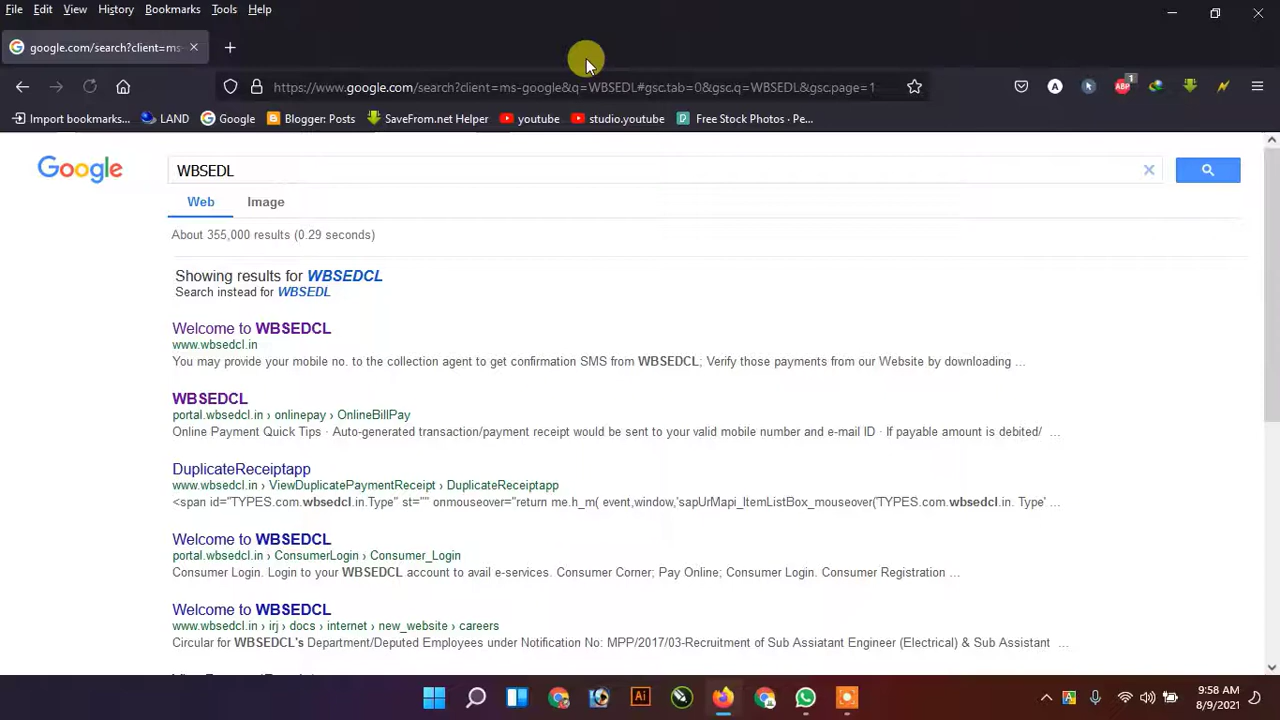 File Edit View History Bookmarks Tools Help
google.com/search?client=ms-
https://www.google.com/search?client=ms-google&q=WBSEDL#gsc.tab=0&gsc.q=WBSEDL&gsc.page=1
ABP 1
Import bookmarks... LAND Google Blogger: Posts SaveFrom.net Helper youtube studio.youtube Free Stock Photos · Pe...
Google WBSEDL
Web Image
About 355,000 results (0.29 seconds)
Showing results for WBSEDCL
Search instead for WBSEDL
Welcome to WBSEDCL
www.wbsedcl.in
You may provide your mobile no. to the collection agent to get confirmation SMS from WBSEDCL; Verify those payments from our Website by downloading ...
WBSEDCL
portal.wbsedcl.in › onlinepay › OnlineBillPay
Online Payment Quick Tips · Auto-generated transaction/payment receipt would be sent to your valid mobile number and e-mail ID · If payable amount is debited/ ...
DuplicateReceiptapp
www.wbsedcl.in › ViewDuplicatePaymentReceipt › DuplicateReceiptapp
<span id="TYPES.com.wbsedcl.in.Type" st="" onmouseover="return me.h_m( event,window,'sapUrMapi_ItemListBox_mouseover('TYPES.com.wbsedcl.in. Type' ...
Welcome to WBSEDCL
portal.wbsedcl.in › ConsumerLogin › Consumer_Login
Consumer Login. Login to your WBSEDCL account to avail e-services. Consumer Corner; Pay Online; Consumer Login. Consumer Registration ...
Welcome to WBSEDCL
www.wbsedcl.in › irj › docs › internet › new_website › careers
Circular for WBSEDCL's Department/Deputed Employees under Notification No: MPP/2017/03-Recruitment of Sub Assiatant Engineer (Electrical) & Sub Assistant ...
Ai
9:58 AM
8/9/2021